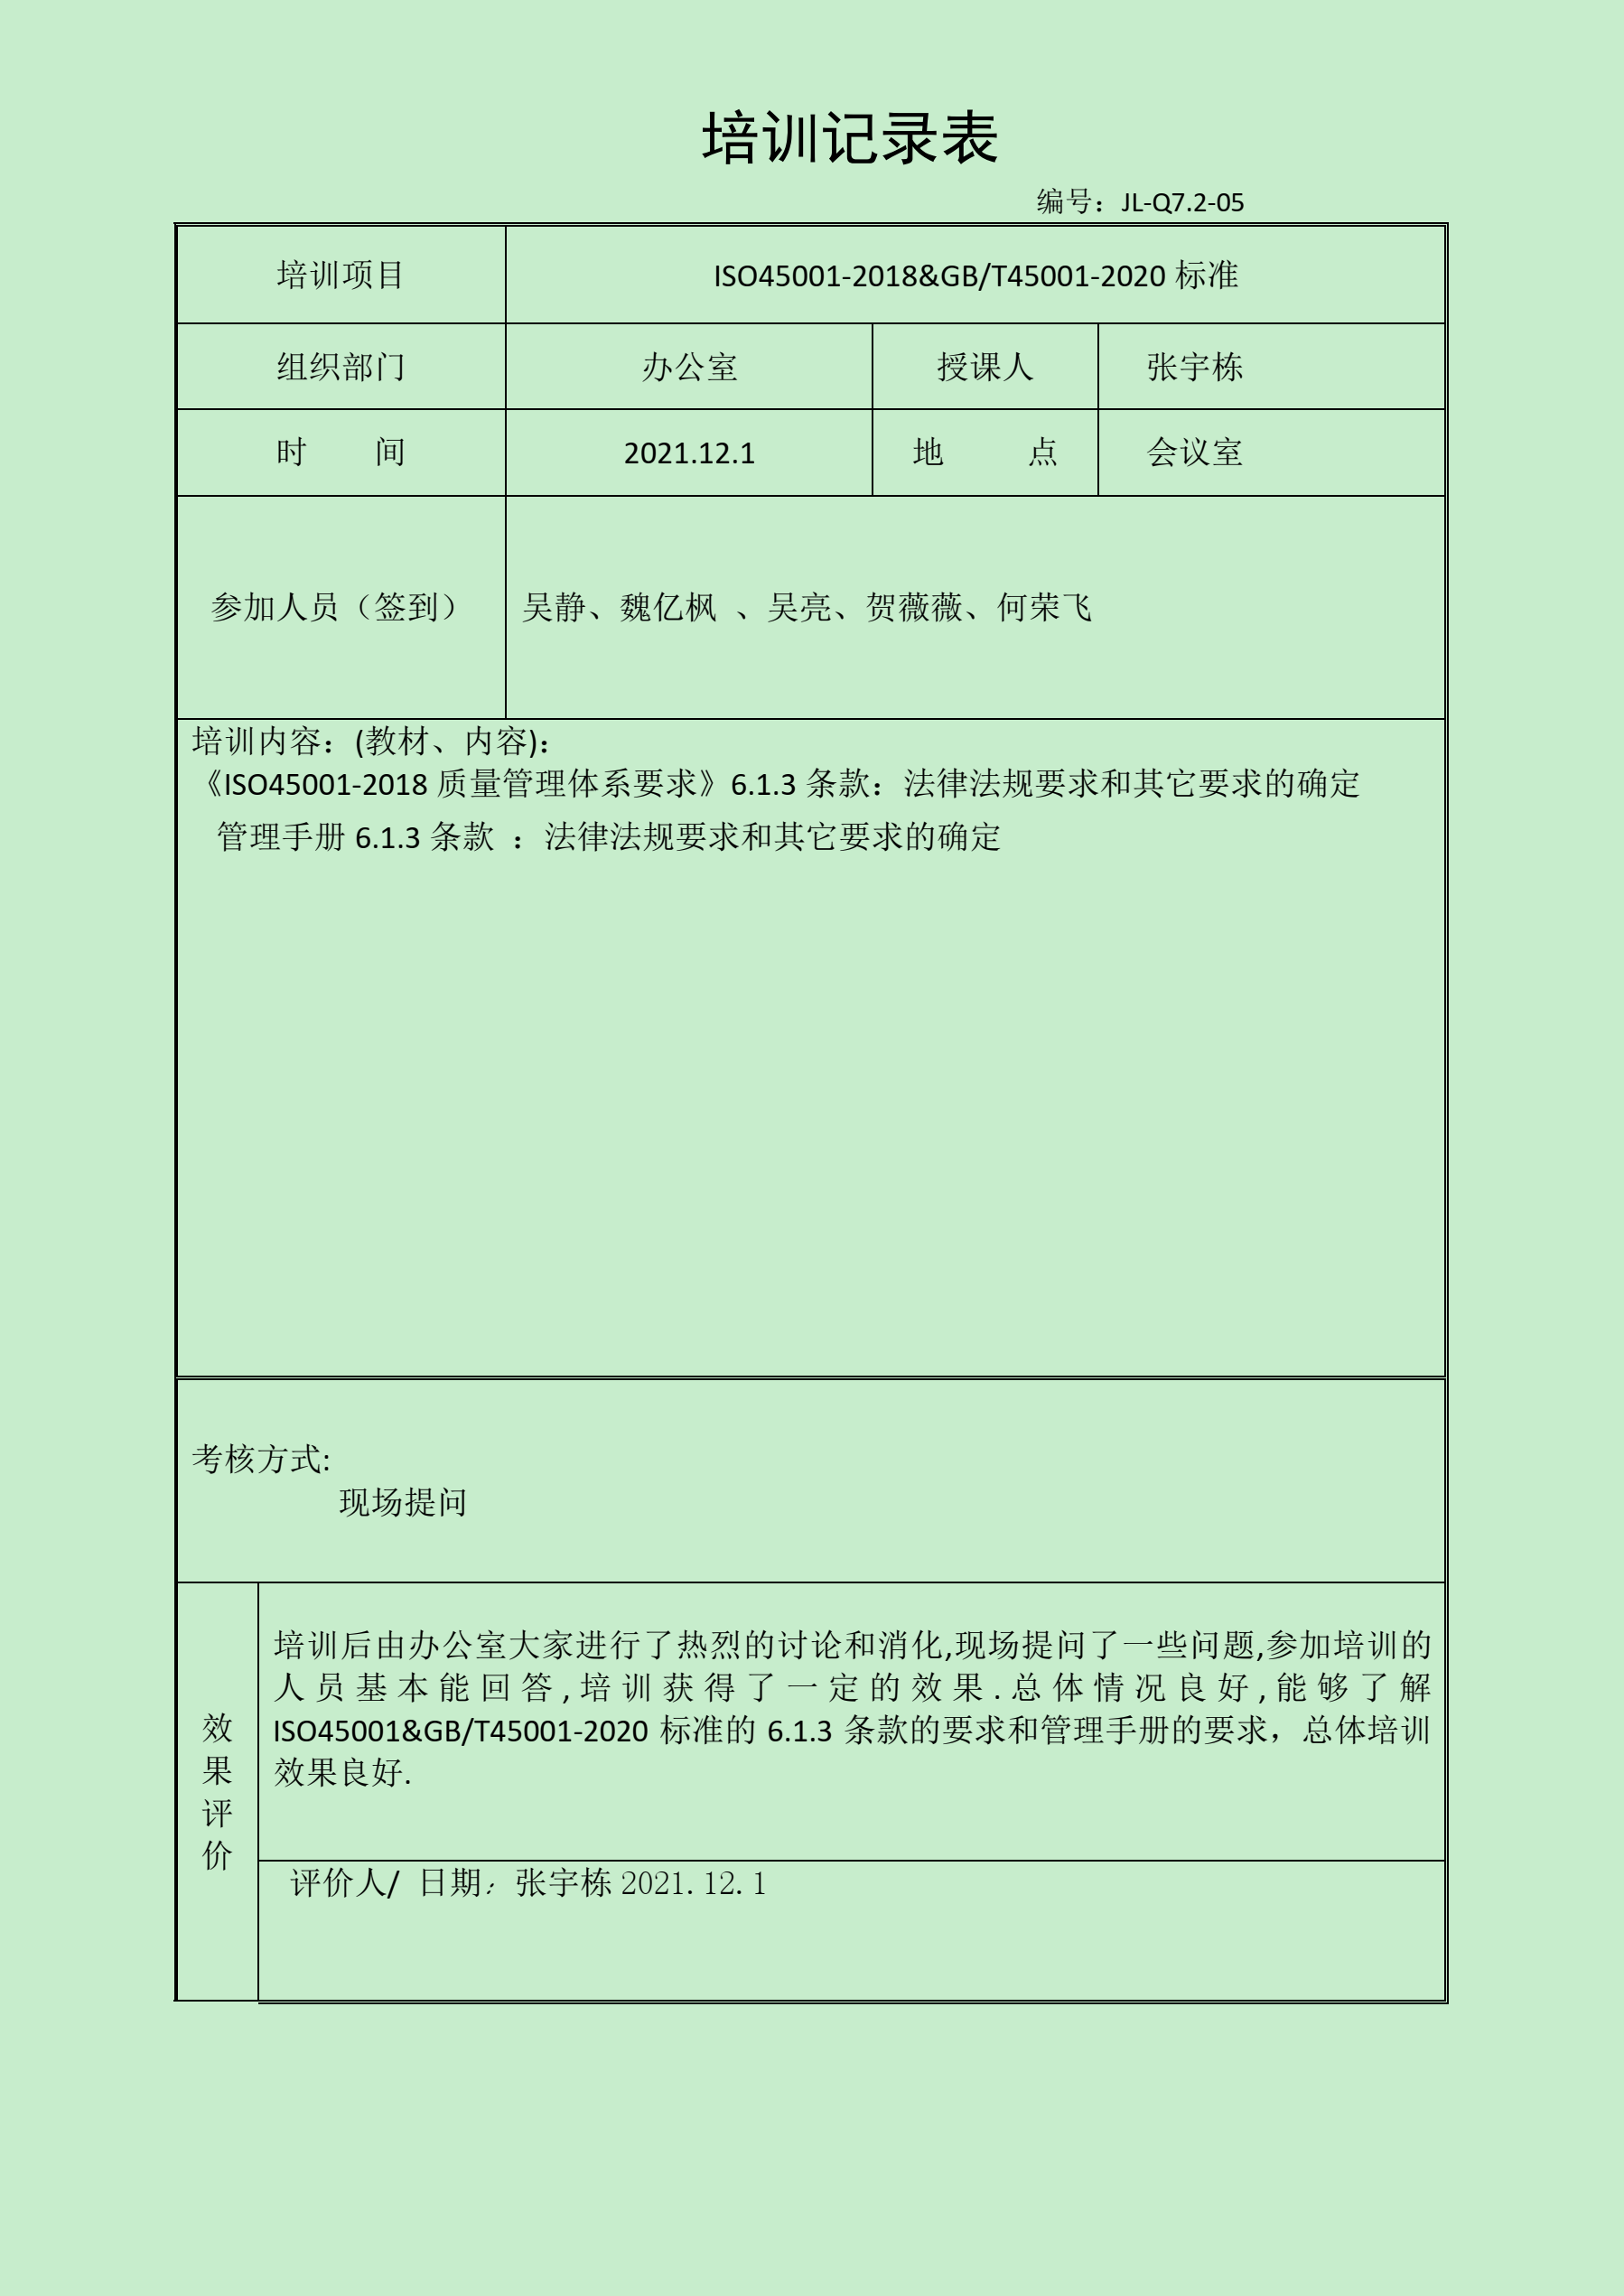 培训记录表
编号：JL-Q7.2-05
培训项目 ISO45001-2018&GB/T45001-2020 标准
组织部门 办公室 授课人 张宇栋
时 间 2021.12.1 地 点 会议室
参加人员（签到） 吴静、魏亿枫 、吴亮、贺薇薇、何荣飞
培训内容：(教材、内容)：
《ISO45001-2018 质量管理体系要求》6.1.3 条款：法律法规要求和其它要求的确定
管理手册 6.1.3 条款 ：法律法规要求和其它要求的确定
考核方式:
现场提问
效果评价
培训后由办公室大家进行了热烈的讨论和消化,现场提问了一些问题,参加培训的
人员基本能回答,培训获得了一定的效果.总体情况良好,能够了解
ISO45001&GB/T45001-2020 标准的 6.1.3 条款的要求和管理手册的要求，总体培训
效果良好.
评价人/ 日期：张宇栋 2021.12.1